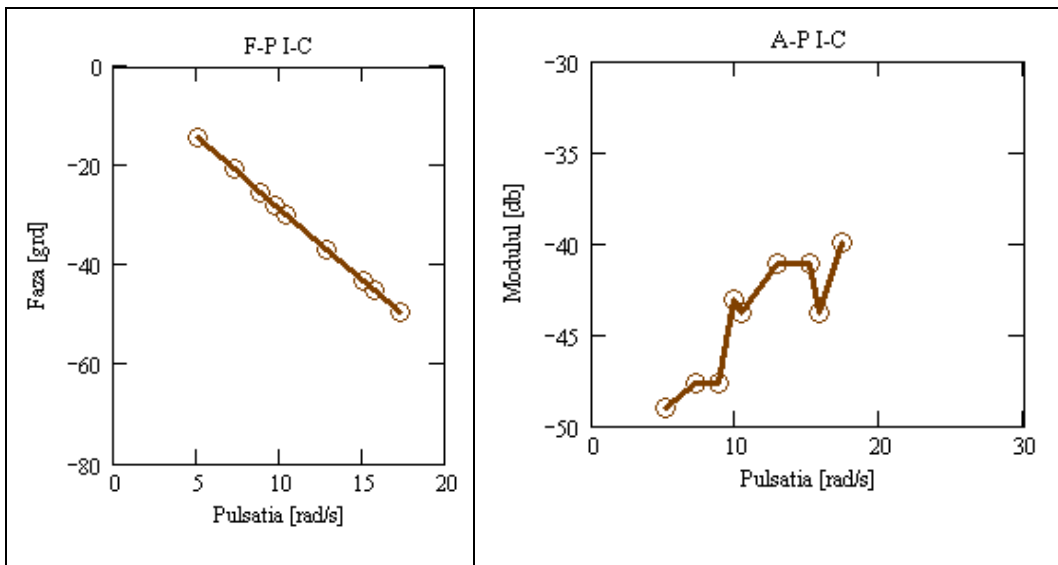 F-P I-C
0
−20
−40
−60
−80
Faza [grd]
0 5 10 15 20
Pulsatia [rad/s]
A-P I-C
−30
−35
−40
−45
−50
Modulul [db]
0 10 20 30
Pulsatia [rad/s]